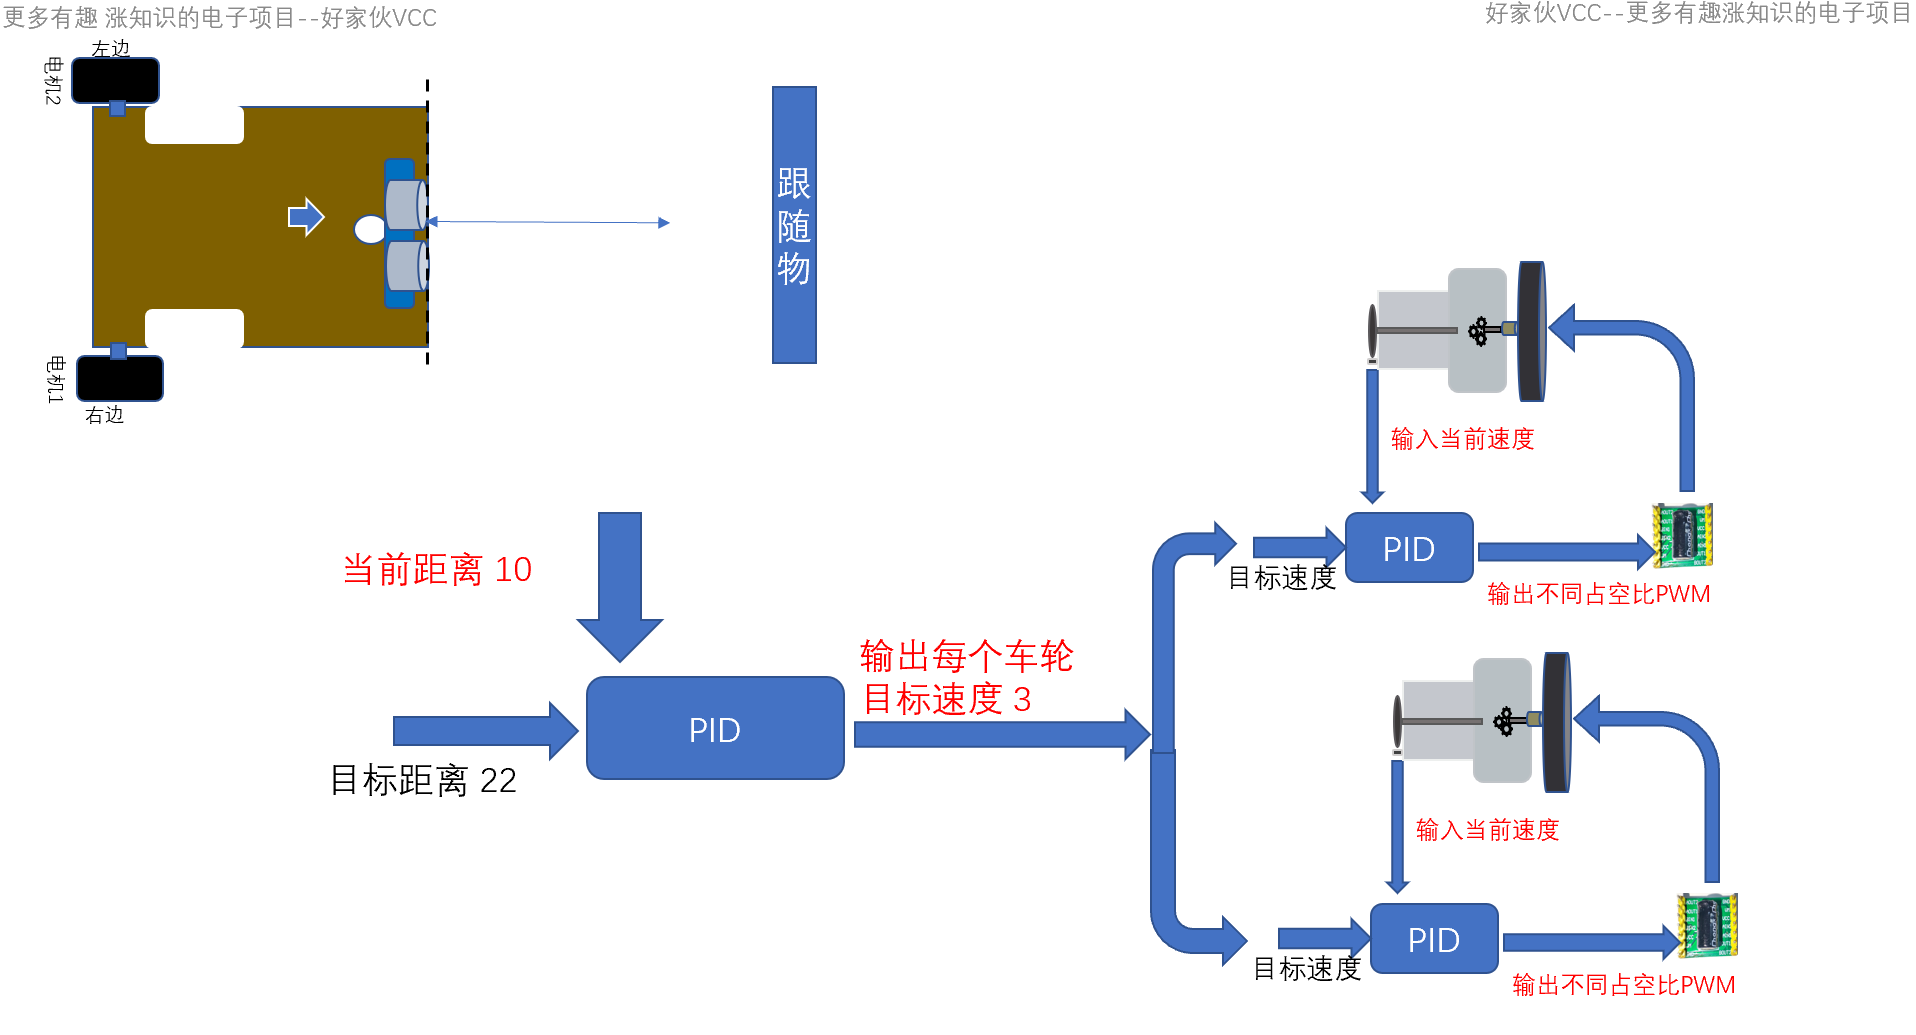 更多有趣 涨知识的电子项目--好家伙VCC
好家伙VCC--更多有趣涨知识的电子项目
左边
电机2
跟随物
电机1
右边
输入当前速度
当前距离 10
PID
目标速度
输出不同占空比PWM
输出每个车轮
目标速度 3
PID
目标距离 22
输入当前速度
PID
目标速度
输出不同占空比PWM